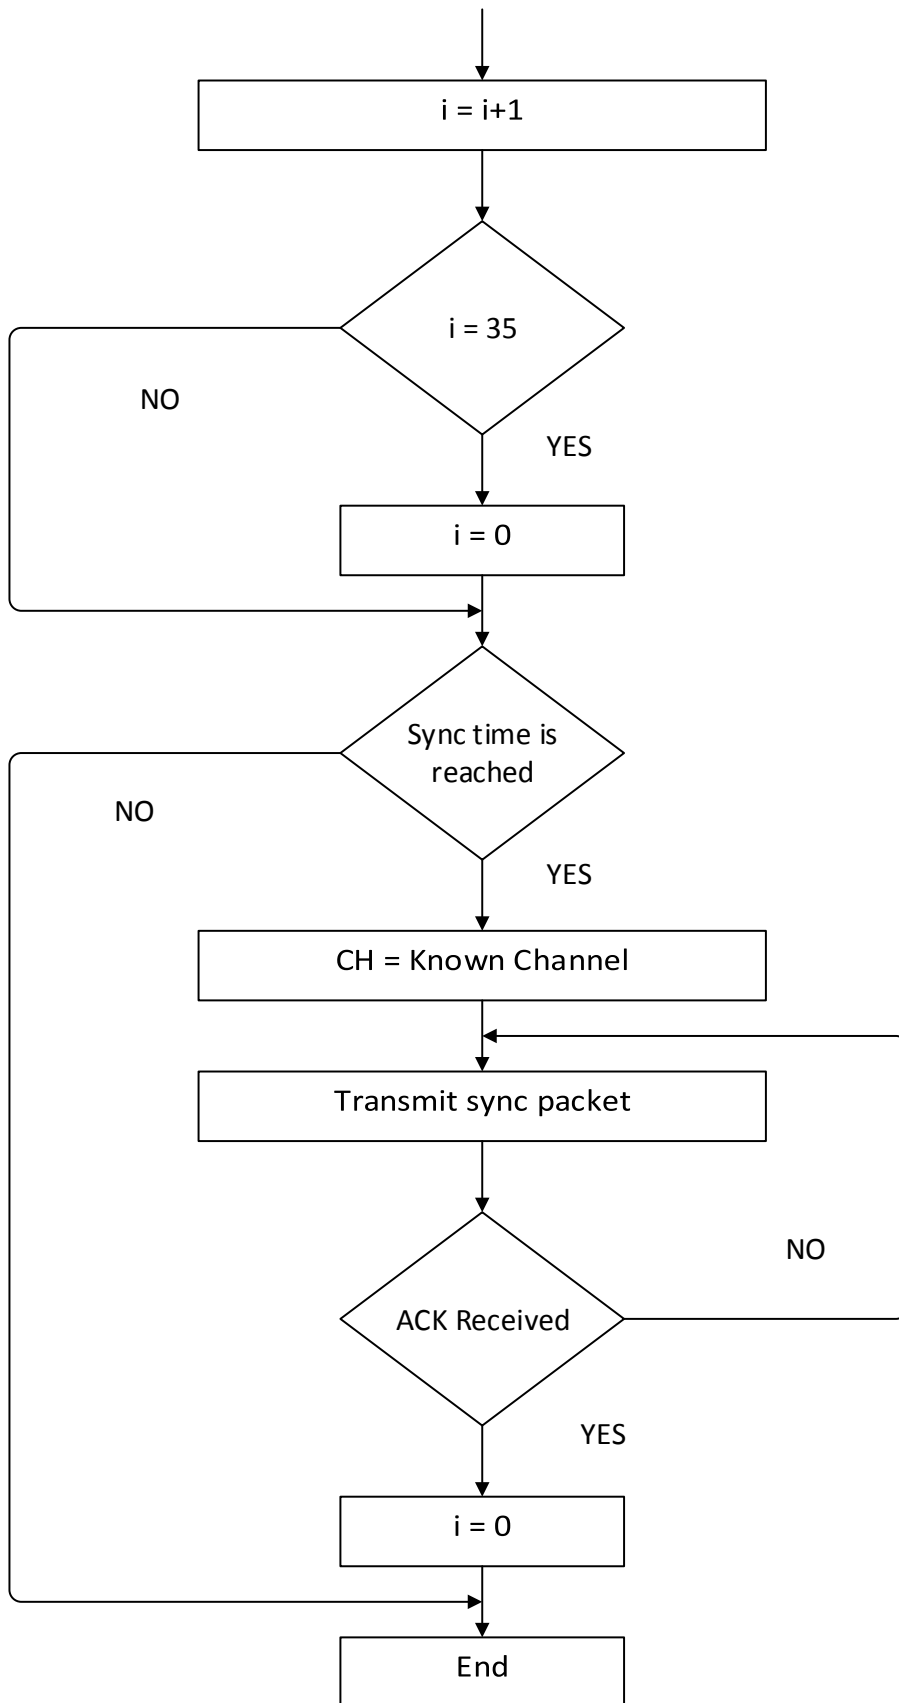 i = i+1
i = 35
NO
YES
i = 0
Sync time is
reached
NO
YES
CH = Known Channel
Transmit sync packet
NO
ACK Received
YES
i = 0
End